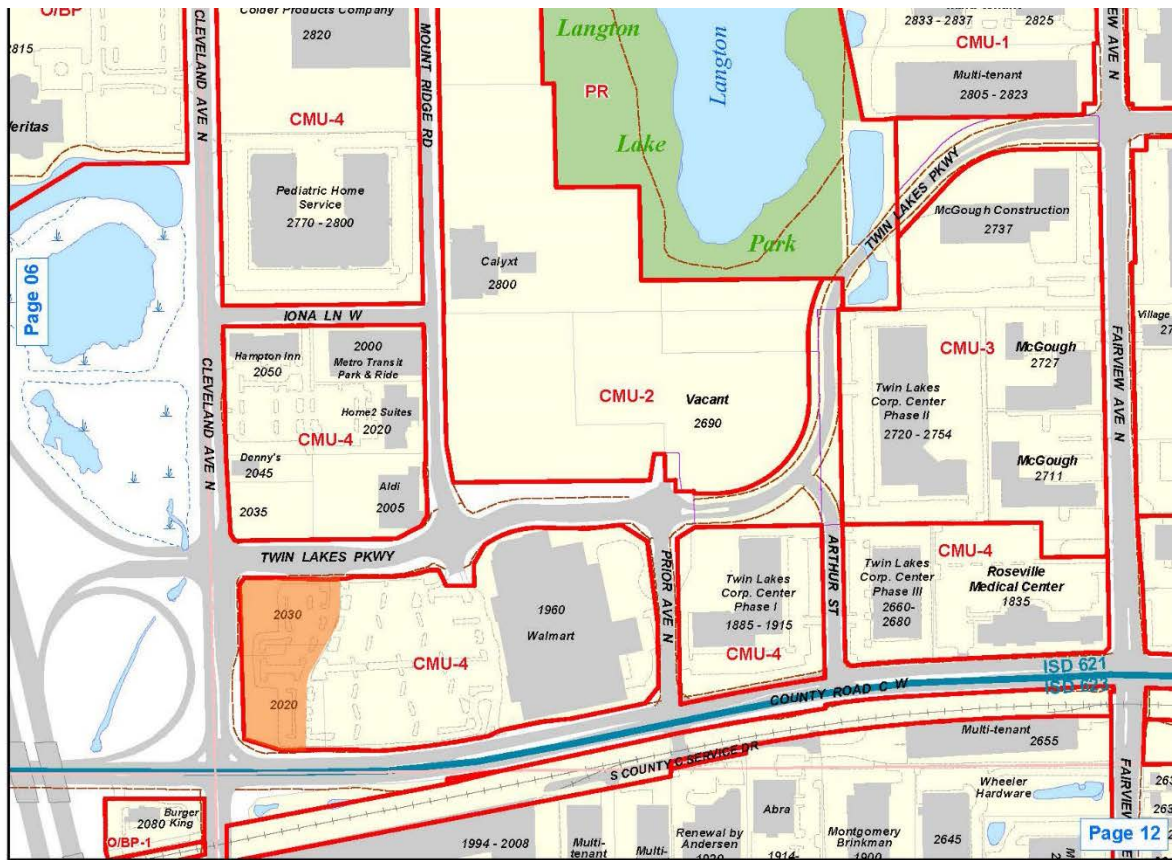 O/BP
CLEVELAND AVE N
Colder Products Company
2820
MOUNT RIDGE RD
Langton
Langton
2833 - 2837
2825
CMU-1
Multi-tenant
2805 - 2823
VIEW AVE N
2815
Veritas
CMU-4
PR
Lake
Park
TWIN LAKES PKWY
Pediatric Home
Service
2770 - 2800
McGough Construction
2737
Page 06
Calyxt
2800
IONA LN W
Hampton Inn
2050
2000
Metro Transit
Park & Ride
Home2 Suites
2020
CMU-4
Denny's
2045
2035
Aldi
2005
CLEVELAND AVE N
CMU-2
Vacant
2690
CMU-3
McGough
2727
Village
Twin Lakes
Corp. Center
Phase II
2720 - 2754
McGough
2711
FAIRVIEW AVE N
TWIN LAKES PKWY
PRIOR AVE N
ARTHUR ST
CMU-4
2030
2020
CMU-4
1960
Walmart
Twin Lakes
Corp. Center
Phase I
1885 - 1915
CMU-4
Twin Lakes
Corp. Center
Phase III
2660-
2680
Roseville
Medical Center
1835
ISD 621
ISD 623
COUNTY ROAD C W
S COUNTY C SERVICE DR
Multi-tenant
2655
Wheeler
Hardware
Burger
King
2080
O/BP-1
1994 - 2008
Multi-
tenant
Multi-
Renewal by
Andersen
1920
Abra
1914-
Montgomery
Brinkman
1900
2645
FAIRVIEW
Page 12